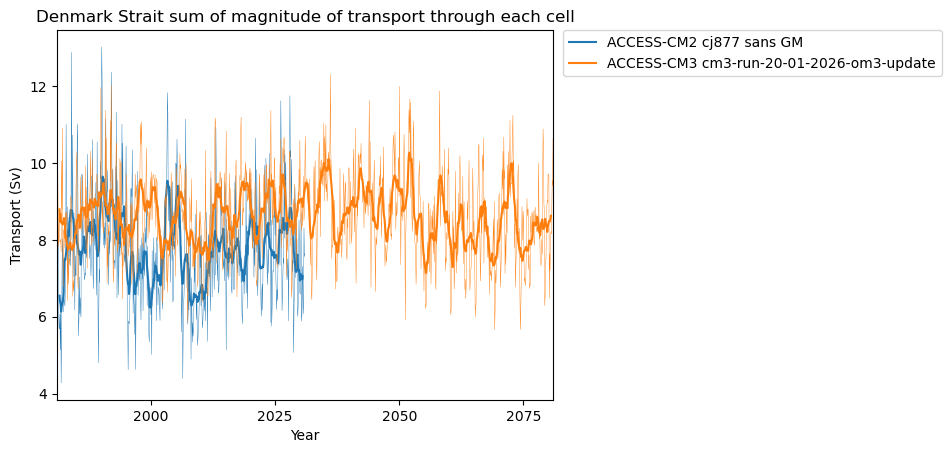 Denmark Strait sum of magnitude of transport through each cell
ACCESS-CM2 cj877 sans GM
ACCESS-CM3 cm3-run-20-01-2026-om3-update
12
10
8
6
4
Transport (Sv)
2000 2025 2050 2075
Year